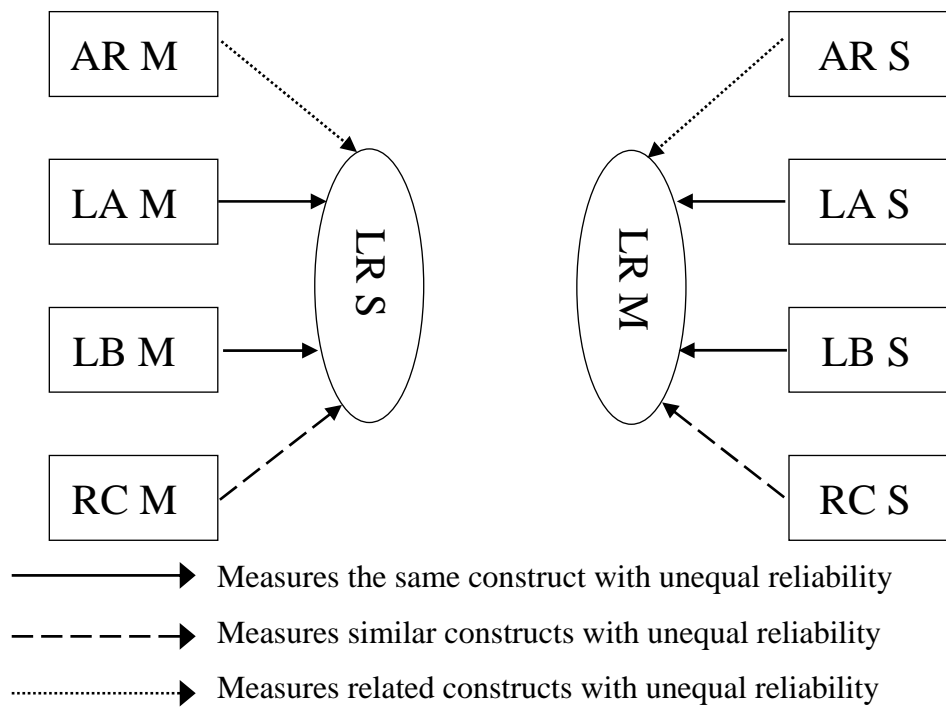 AR M
AR S
LA M
LA S
LR S
LR M
LB M
LB S
RC M
RC S
Measures the same construct with unequal reliability
Measures similar constructs with unequal reliability
Measures related constructs with unequal reliability